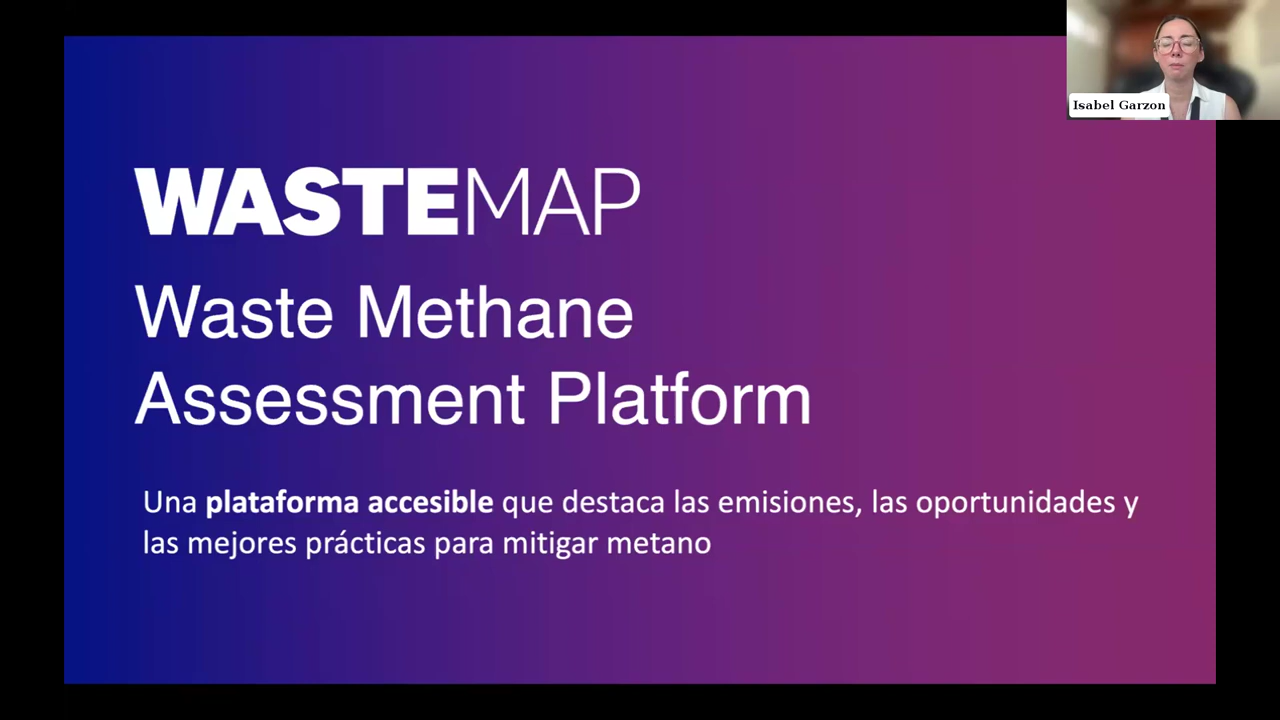 Isabel Garzon
WASTEMAP
Waste Methane
Assessment Platform
Una plataforma accesible que destaca las emisiones, las oportunidades y
las mejores prácticas para mitigar metano